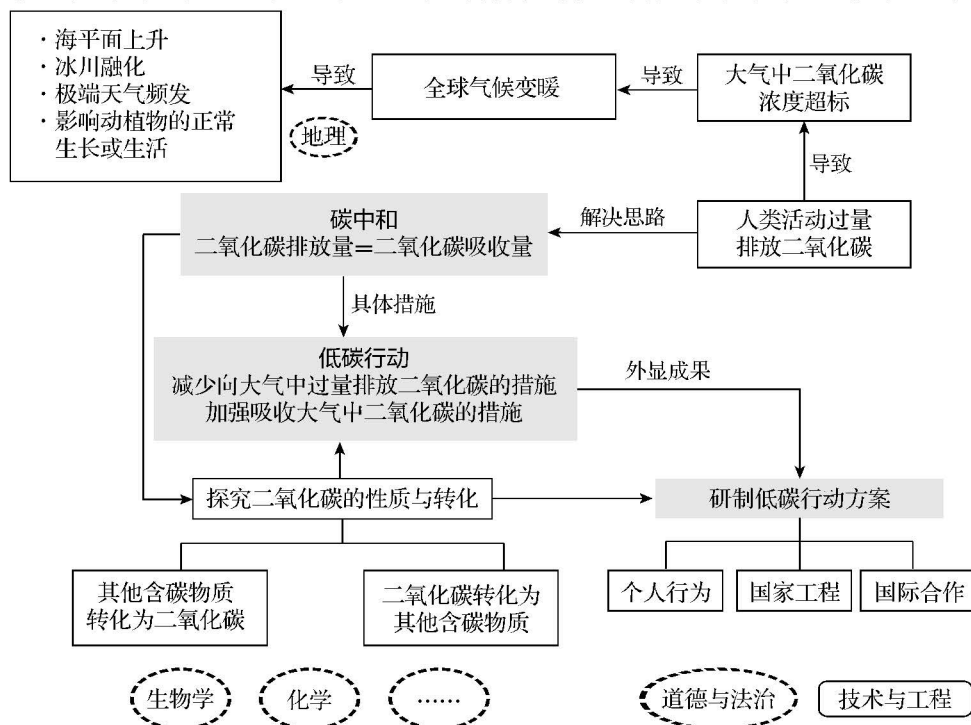 · 海平面上升
· 冰川融化
· 极端天气频发
· 影响动植物的正常
生长或生活
导致
全球气候变暖
导致
大气中二氧化碳
浓度超标
地理
导致
碳中和
二氧化碳排放量=二氧化碳吸收量
解决思路
人类活动过量
排放二氧化碳
具体措施
低碳行动
减少向大气中过量排放二氧化碳的措施
加强吸收大气中二氧化碳的措施
外显成果
探究二氧化碳的性质与转化
研制低碳行动方案
其他含碳物质
转化为二氧化碳
二氧化碳转化为
其他含碳物质
个人行为
国家工程
国际合作
生物学
化学
……
道德与法治
技术与工程